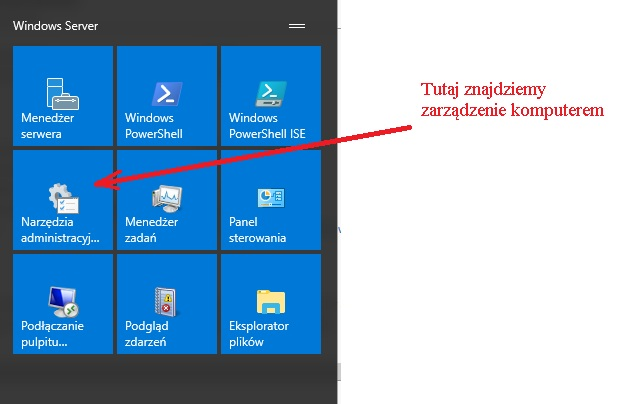 Windows Server
Menedżer
serwera
Windows
PowerShell
Windows
PowerShell ISE
Tutaj znajdziemy
zarządzenie komputerem
Narzędzia
administracyj...
Menedżer
zadań
Panel
sterowania
Podłączanie
pulpitu...
Podgląd
zdarzeń
Eksplorator
plików